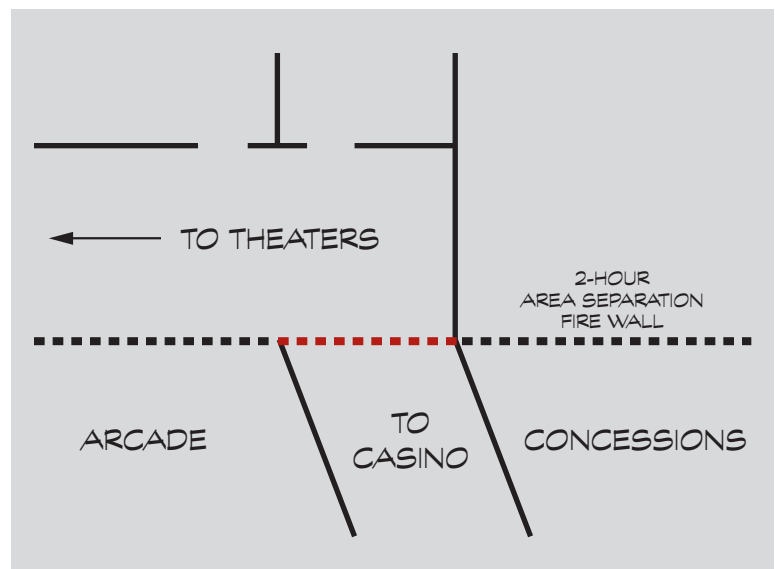 TO THEATERS
2-HOUR
AREA SEPARATION
FIRE WALL
ARCADE
TO
CASINO
CONCESSIONS